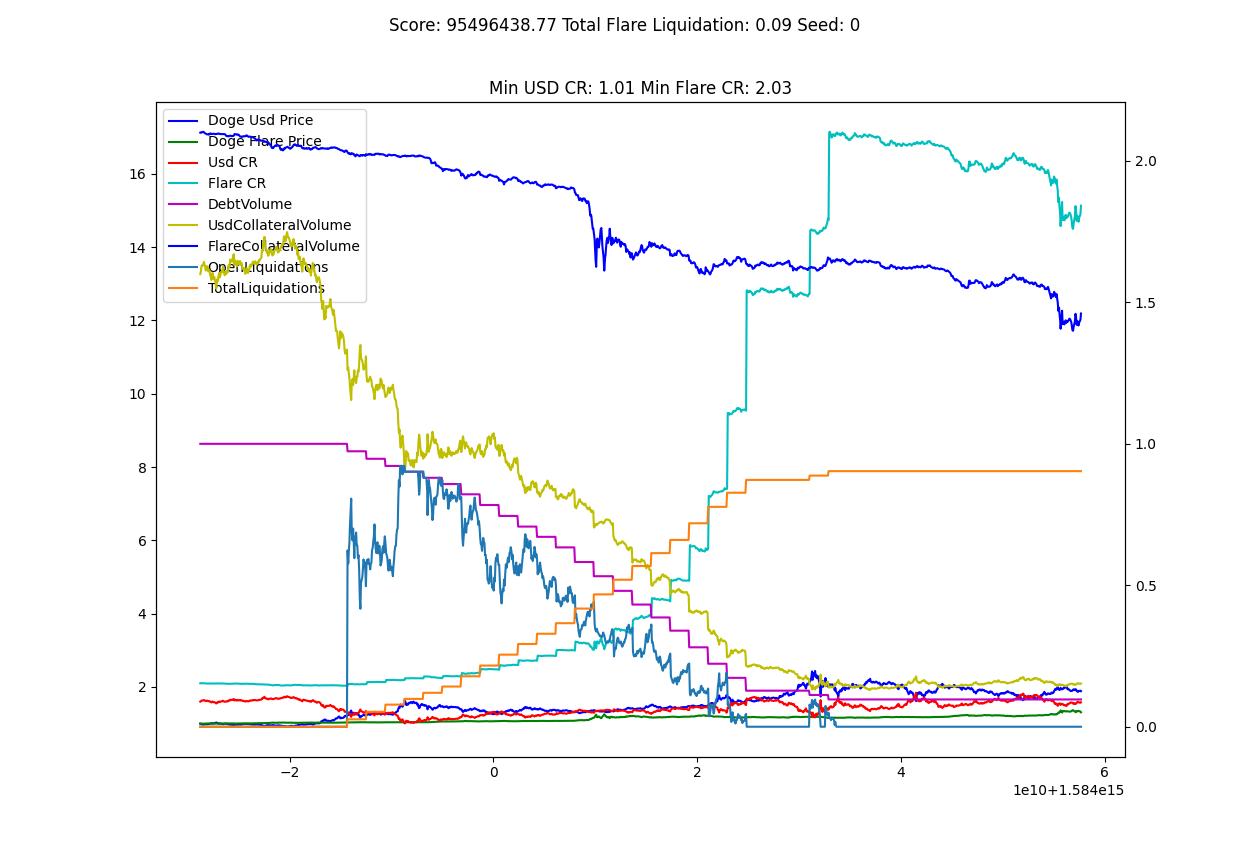 Score: 95496438.77 Total Flare Liquidation: 0.09 Seed: 0
Min USD CR: 1.01 Min Flare CR: 2.03
Doge Usd Price
Doge Flare Price
Usd CR
Flare CR
DebtVolume
UsdCollateralVolume
FlareCollateralVolume
OpenLiquidations
TotalLiquidations
16
14
12
10
8
6
4
2
2.0
1.5
1.0
0.5
0.0
−2 0 2 4 6
1e10+1.584e15